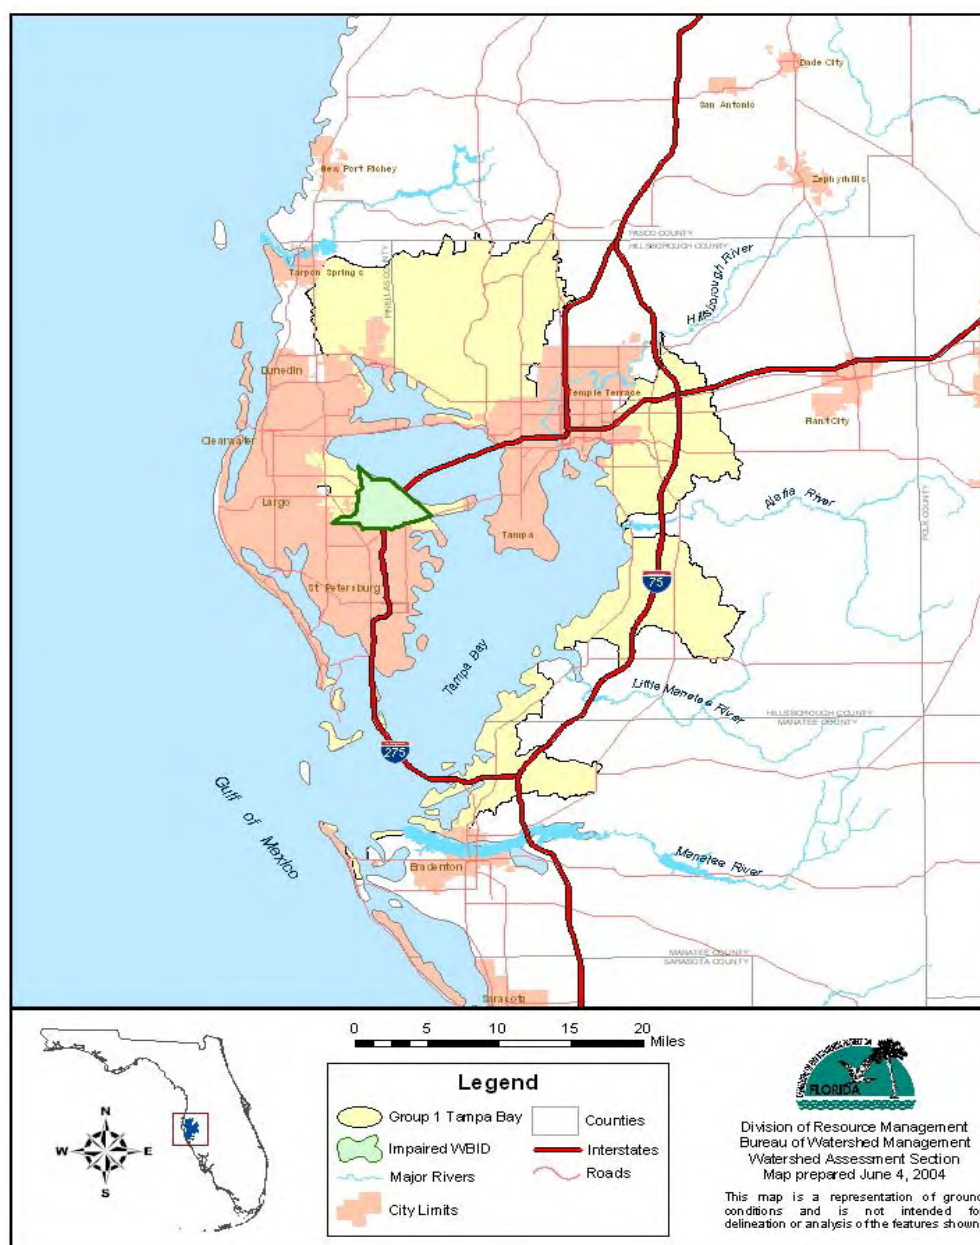 Dade City
San Antonio
New Port Richey
Zephyrhills
PASCO COUNTY
HILLSBOROUGH COUNTY
Hillsborough River
Tarpon Springs
PINELLAS COUNTY
Dunedin
Temple Terrace
Plant City
Clearwater
Largo
Alafia River
POLK COUNTY
Tampa
75
St Petersburg
Tampa Bay
Little Manatee River
HILLSBOROUGH COUNTY
MANATEE COUNTY
275
Gulf of Mexico
Bradenton
Manatee River
MANATEE COUNTY
SARASOTA COUNTY
Sarasota
0 5 10 15 20
Miles
N
W E
S
Legend
Group 1 Tampa Bay
Impaired WBID
Major Rivers
City Limits
Counties
Interstates
Roads
FLORIDA
Division of Resource Management
Bureau of Watershed Management
Watershed Assessment Section
Map prepared June 4, 2004
This map is a representation of ground
conditions and is not intended for
delineation or analysis of the features shown